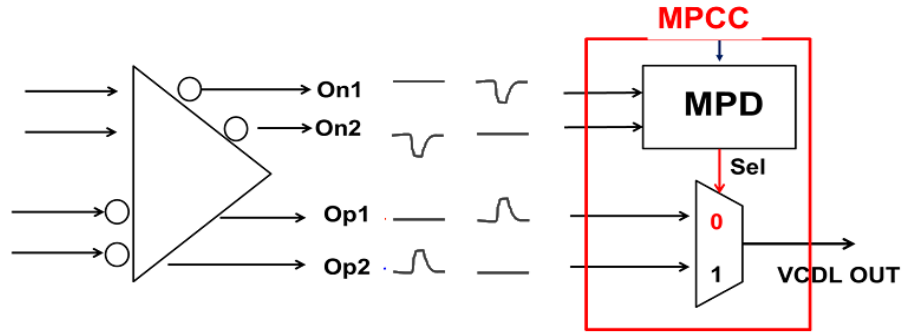 MPCC
On1
MPD
On2
Sel
Op1
0
Op2
1
VCDL OUT